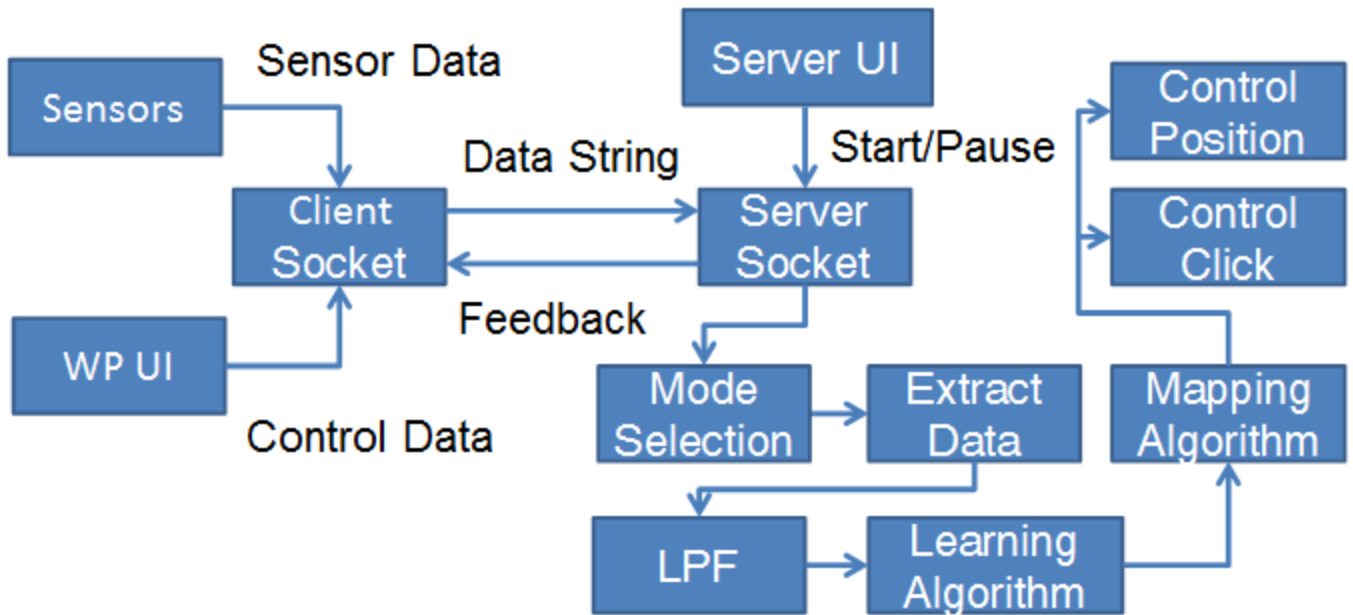 Sensor Data
Server UI
Sensors
Control
Position
Data String
Start/Pause
Client
Socket
Server
Socket
Control
Click
Feedback
WP UI
Mode
Selection
Extract
Data
Mapping
Algorithm
Control Data
LPF
Learning
Algorithm